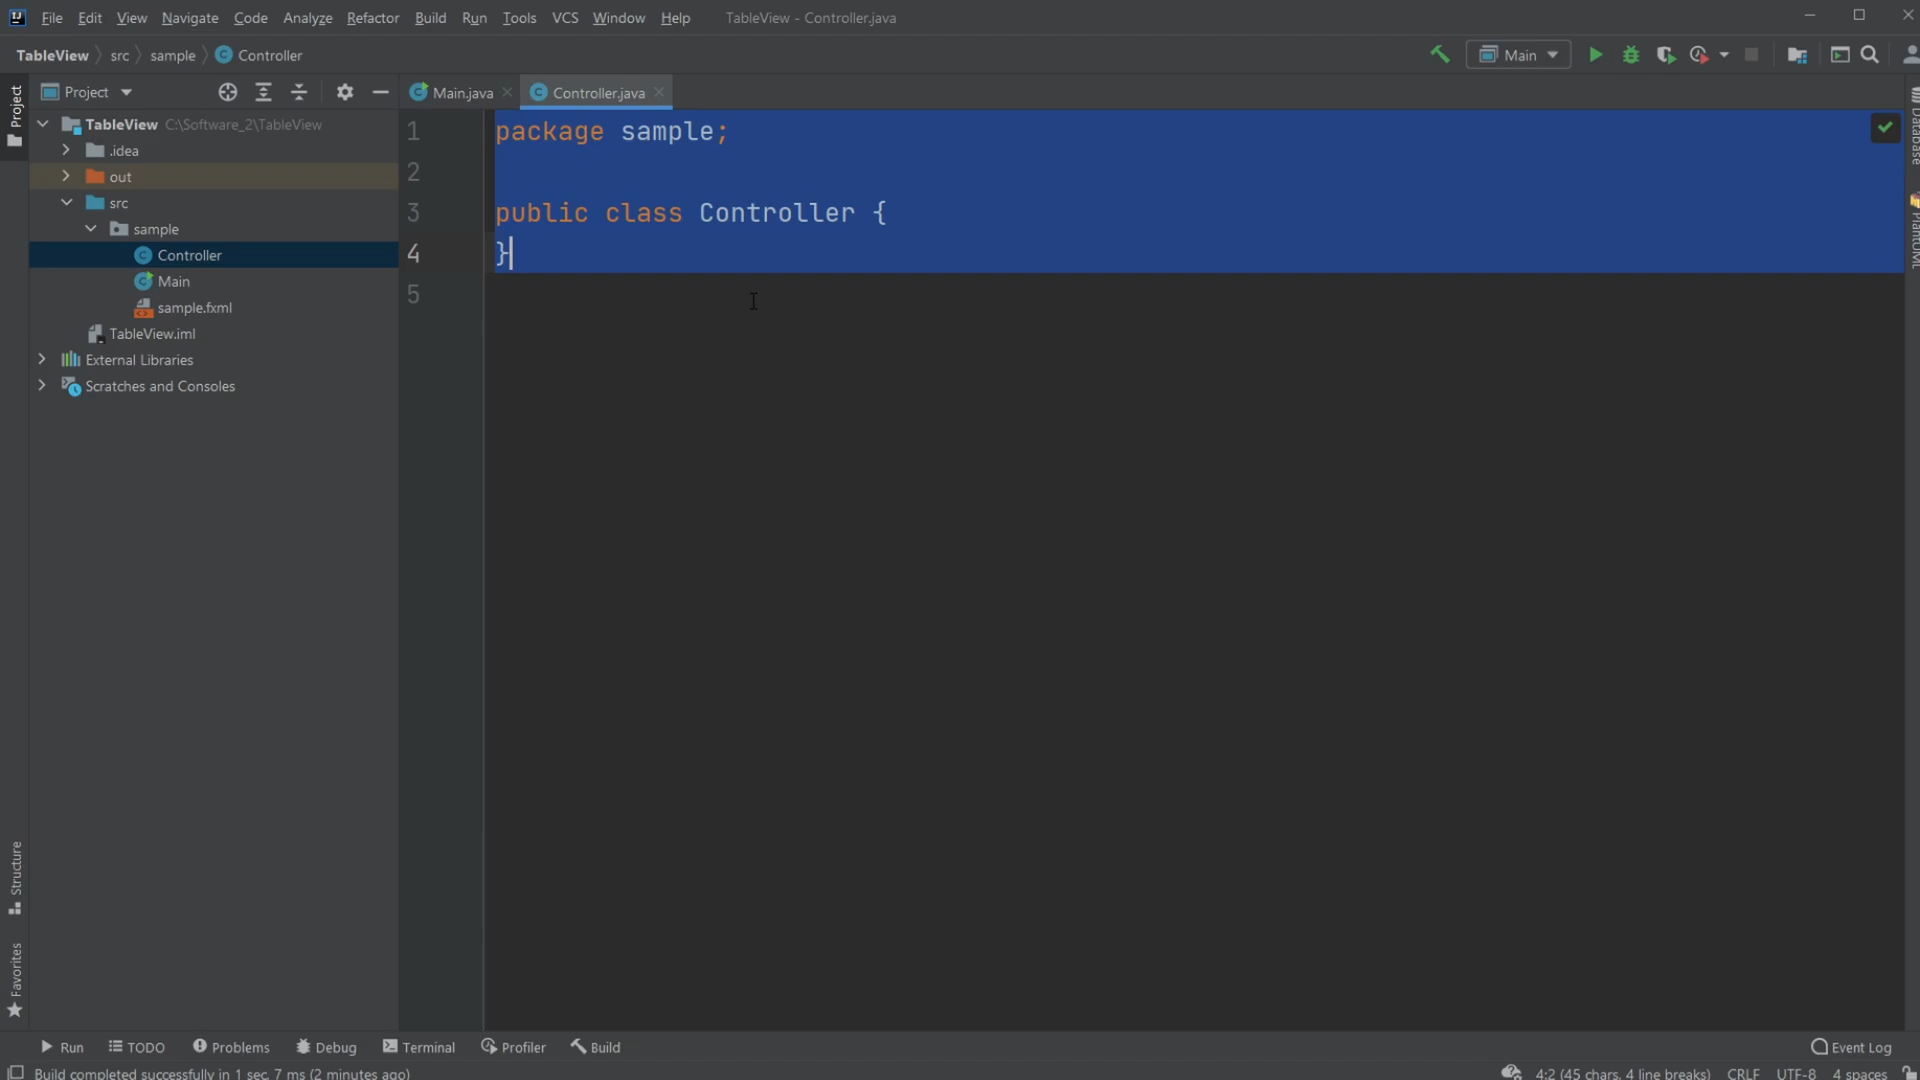 File Edit View Navigate Code Analyze Refactor Build Run Tools VCS Window Help TableView - Controller.java
TableView src sample Controller Main
Project Main.java Controller.java
Project
TableView C:\Software_2\TableView
.idea
out
src
sample
Controller
Main
sample.fxml
TableView.iml
External Libraries
Scratches and Consoles
1 package sample;
2
3 public class Controller {
4 }
5
Database
PlantUML
Structure
Favorites
Run TODO Problems Debug Terminal Profiler Build Event Log
Build completed successfully in 1 sec, 7 ms (2 minutes ago) 4:2 (45 chars, 4 line breaks) CRLF UTF-8 4 spaces